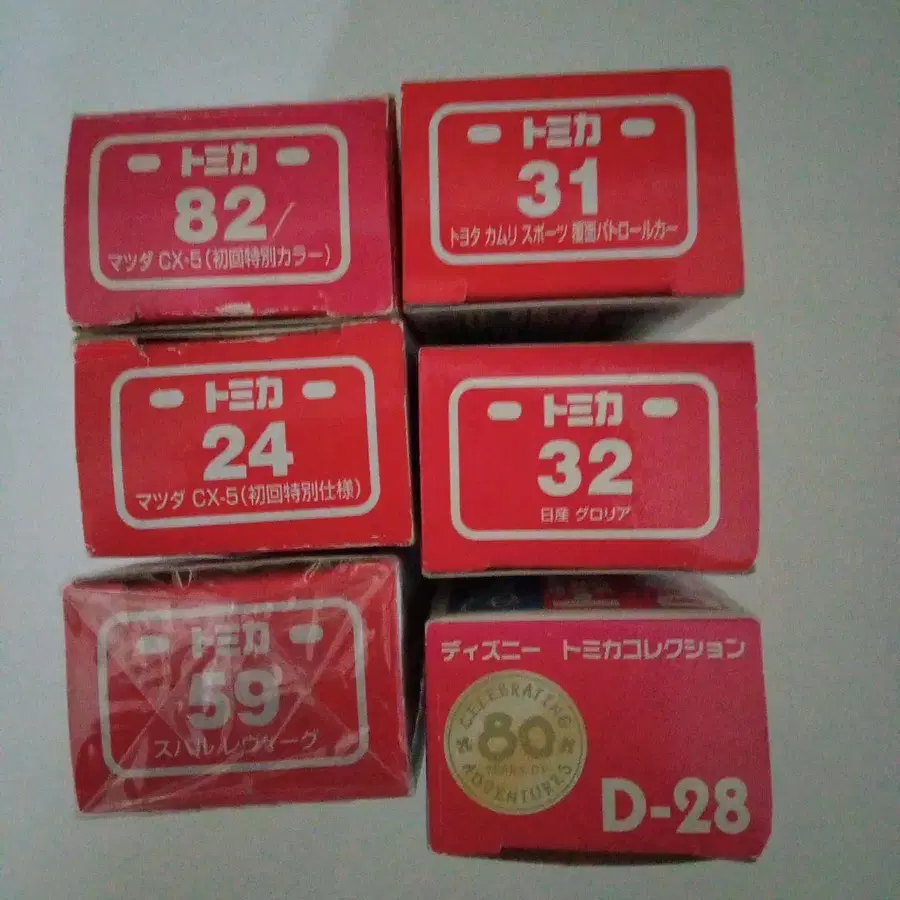 トミカ
82
マツダ CX-5(初回特別カラー)
トミカ
31
トヨタ カムリ スポーツ 覆面パトロールカー
トミカ
24
マツダ CX-5(初回特別仕様)
トミカ
32
日産 グロリア
トミカ
59
スバル レヴォーグ
ディズニー トミカコレクション
CELEBRATING
80
YEARS OF
ADVENTURES
D-28